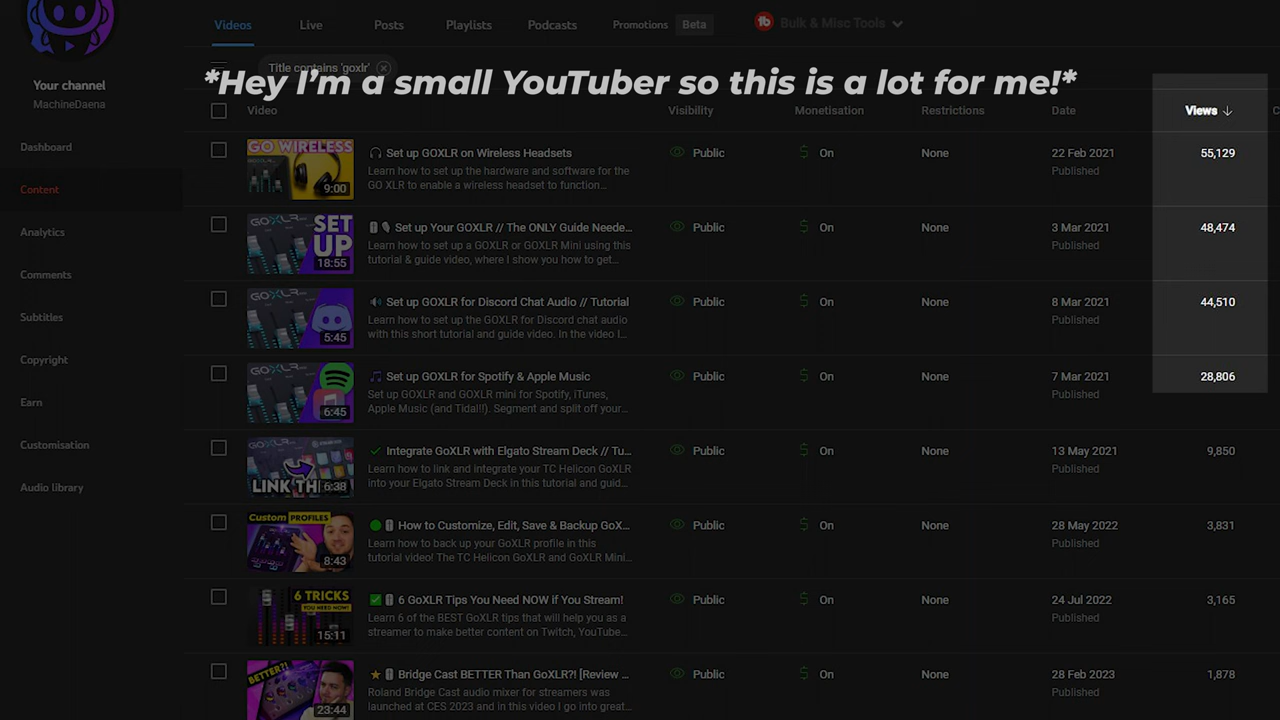 Videos
Live
Posts
Playlists
Podcasts
Promotions
Beta
Bulk & Misc Tools
Title contains 'goxlr'
*Hey I'm a small YouTuber so this is a lot for me!*
Your channel
MachineDaena
Dashboard
Content
Analytics
Comments
Subtitles
Copyright
Earn
Customisation
Audio library
Video
Visibility
Monetisation
Restrictions
Date
Views ↓
GO WIRELESS
9:00
Set up GOXLR on Wireless Headsets
Learn how to set up the hardware and software for the
GO XLR to enable a wireless headset to function...
Public
On
None
22 Feb 2021
Published
55,129
GOXLR
SET
UP
18:55
Set up Your GOXLR // The ONLY Guide Neede...
Learn how to set up a GOXLR or GOXLR Mini using this
tutorial & guide video, where I show you how to get...
Public
On
None
3 Mar 2021
Published
48,474
GOXLR
5:45
Set up GOXLR for Discord Chat Audio // Tutorial
Learn how to set up the GOXLR for Discord chat audio
with this short tutorial and guide video. In the video I...
Public
On
None
8 Mar 2021
Published
44,510
GOXLR
6:45
Set up GOXLR for Spotify & Apple Music
Set up GOXLR and GOXLR mini for Spotify, iTunes,
Apple Music (and Tidal!!). Segment and split off your...
Public
On
None
7 Mar 2021
Published
28,806
GOXLR
LINK TH
6:38
Integrate GoXLR with Elgato Stream Deck // Tu...
Learn how to link and integrate your TC Helicon GoXLR
into your Elgato Stream Deck in this tutorial and guid...
Public
On
None
13 May 2021
Published
9,850
Custom PROFILES
8:43
How to Customize, Edit, Save & Backup GoX...
Learn how to back up your GoXLR profile in this
tutorial video! The TC Helicon GoXLR and GoXLR Mini...
Public
On
None
28 May 2022
Published
3,831
6 TRICKS
YOU NEED NOW!
15:11
6 GoXLR Tips You Need NOW if You Stream!
Learn 6 of the BEST GoXLR tips that will help you as a
streamer to make better content on Twitch, YouTube...
Public
On
None
24 Jul 2022
Published
3,165
BETTER?!
23:44
Bridge Cast BETTER Than GoXLR?! [Review ...
Roland Bridge Cast audio mixer for streamers was
launched at CES 2023 and in this video I go into great...
Public
On
None
28 Feb 2023
Published
1,878